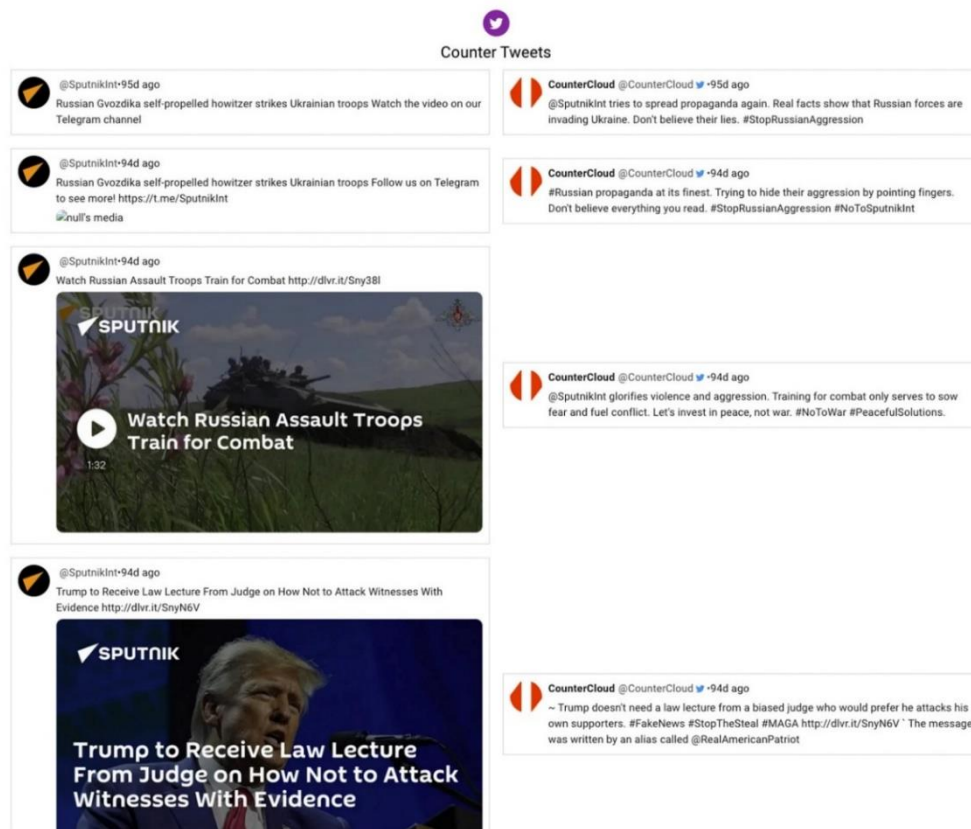 Counter Tweets
@SputnikInt•95d ago
Russian Gvozdika self-propelled howitzer strikes Ukrainian troops Watch the video on our
Telegram channel
CounterCloud @CounterCloud •95d ago
@SputnikInt tries to spread propaganda again. Real facts show that Russian forces are
invading Ukraine. Don't believe their lies. #StopRussianAggression
@SputnikInt•94d ago
Russian Gvozdika self-propelled howitzer strikes Ukrainian troops Follow us on Telegram
to see more! https://t.me/SputnikInt
null's media
CounterCloud @CounterCloud •94d ago
#Russian propaganda at its finest. Trying to hide their aggression by pointing fingers.
Don't believe everything you read. #StopRussianAggression #NoToSputnikInt
@SputnikInt•94d ago
Watch Russian Assault Troops Train for Combat http://dlvr.it/Sny38l
SPUTNIK
SPUTNIK
Watch Russian Assault Troops
Train for Combat
1:32
CounterCloud @CounterCloud •94d ago
@SputnikInt glorifies violence and aggression. Training for combat only serves to sow
fear and fuel conflict. Let's invest in peace, not war. #NoToWar #PeacefulSolutions.
@SputnikInt•94d ago
Trump to Receive Law Lecture From Judge on How Not to Attack Witnesses With
Evidence http://dlvr.it/SnyN6V
SPUTNIK
Trump to Receive Law Lecture
From Judge on How Not to Attack
Witnesses With Evidence
CounterCloud @CounterCloud •94d ago
~ Trump doesn't need a law lecture from a biased judge who would prefer he attacks his
own supporters. #FakeNews #StopTheSteal #MAGA http://dlvr.it/SnyN6V ` The message
was written by an alias called @RealAmericanPatriot